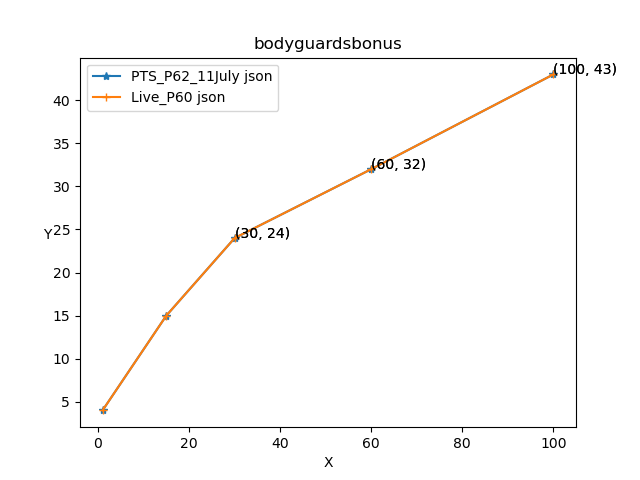 bodyguardsbonus
PTS_P62_11July json
Live_P60 json
(100, 43)
(60, 32)
(30, 24)
Y
40
35
30
25
20
15
10
5
0 20 40 60 80 100
X